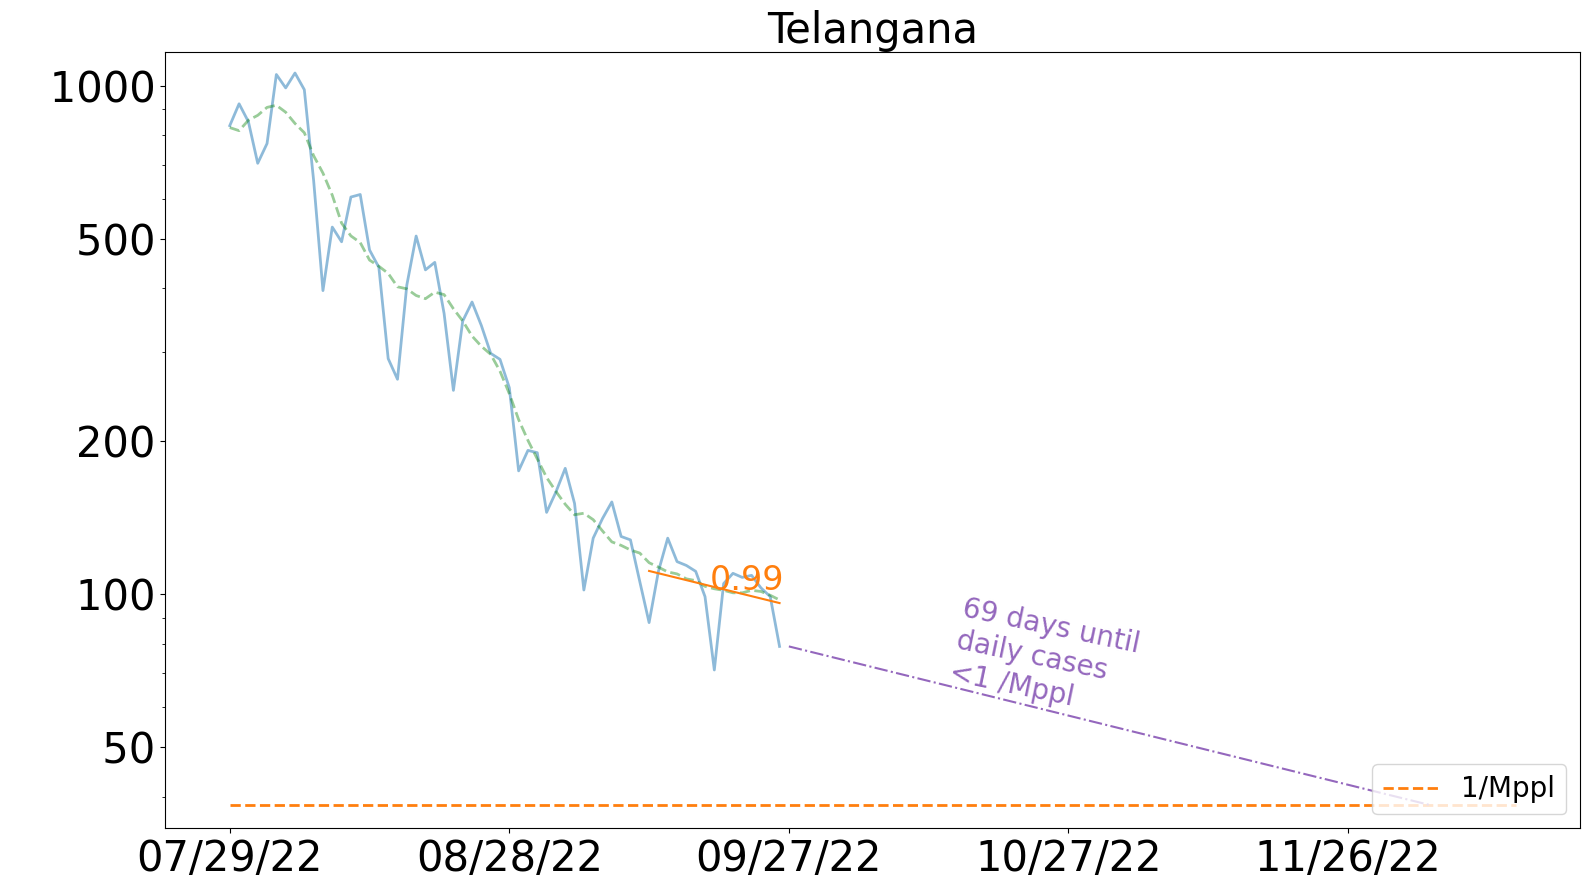 Telangana
1000
500
200
100
50
0.99
69 days until
daily cases
<1 /Mppl
1/Mppl
07/29/22
08/28/22
09/27/22
10/27/22
11/26/22